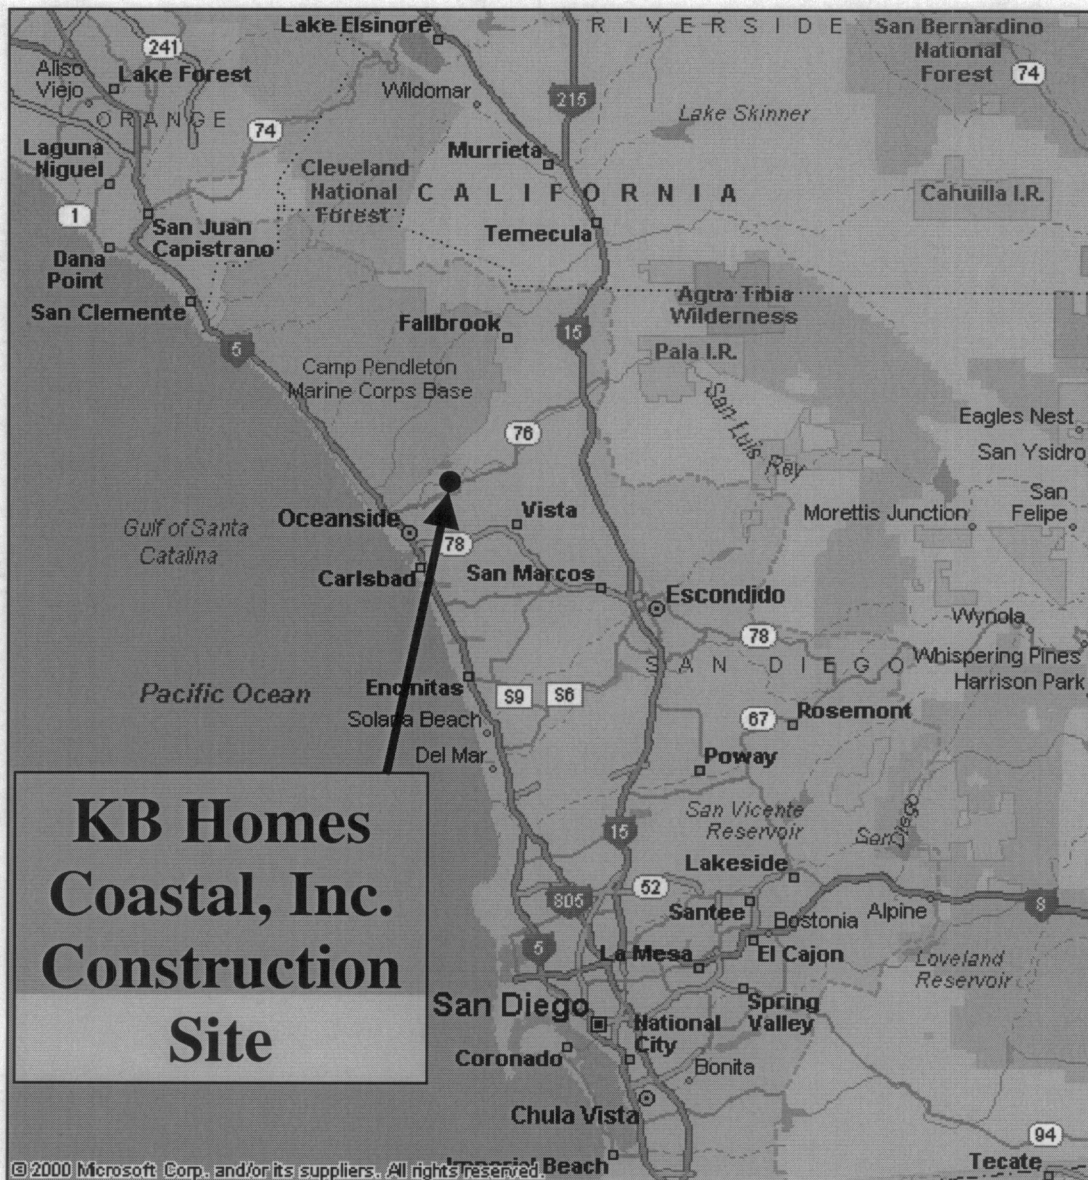 Lake Elsinore
RIVERSIDE
San Bernardino
National
Forest
241
Aliso
Viejo
Lake Forest
74
Wildomar
215
Lake Skinner
ORANGE
74
Laguna
Niguel
Murrieta
Cleveland
National
Forest
CALIFORNIA
Cahuilla I.R.
1
San Juan
Capistrano
Temecula
Dana
Point
San Clemente
Agua Tibia
Wilderness
Fallbrook
15
5
Pala I.R.
Camp Pendleton
Marine Corps Base
San Luis Rey
Eagles Nest
76
San Ysidro
San
Felipe
Morettis Junction
Gulf of Santa
Catalina
Oceanside
Vista
78
Carlsbad
San Marcos
Escondido
Wynola
78
SAN DIEGO
Whispering Pines
Harrison Park
Pacific Ocean
Encinitas
S9
S6
Solana Beach
67
Rosemont
Del Mar
Poway
KB Homes
Coastal, Inc.
Construction
Site
San Vicente
Reservoir
San Diego
15
Lakeside
52
805
Santee
Alpine
8
Bostonia
5
La Mesa
El Cajon
Loveland
Reservoir
San Diego
Spring
Valley
National
City
Coronado
Bonita
Chula Vista
94
© 2000 Microsoft Corp. and/or its suppliers. All rights reserved.
Imperial Beach
Tecate